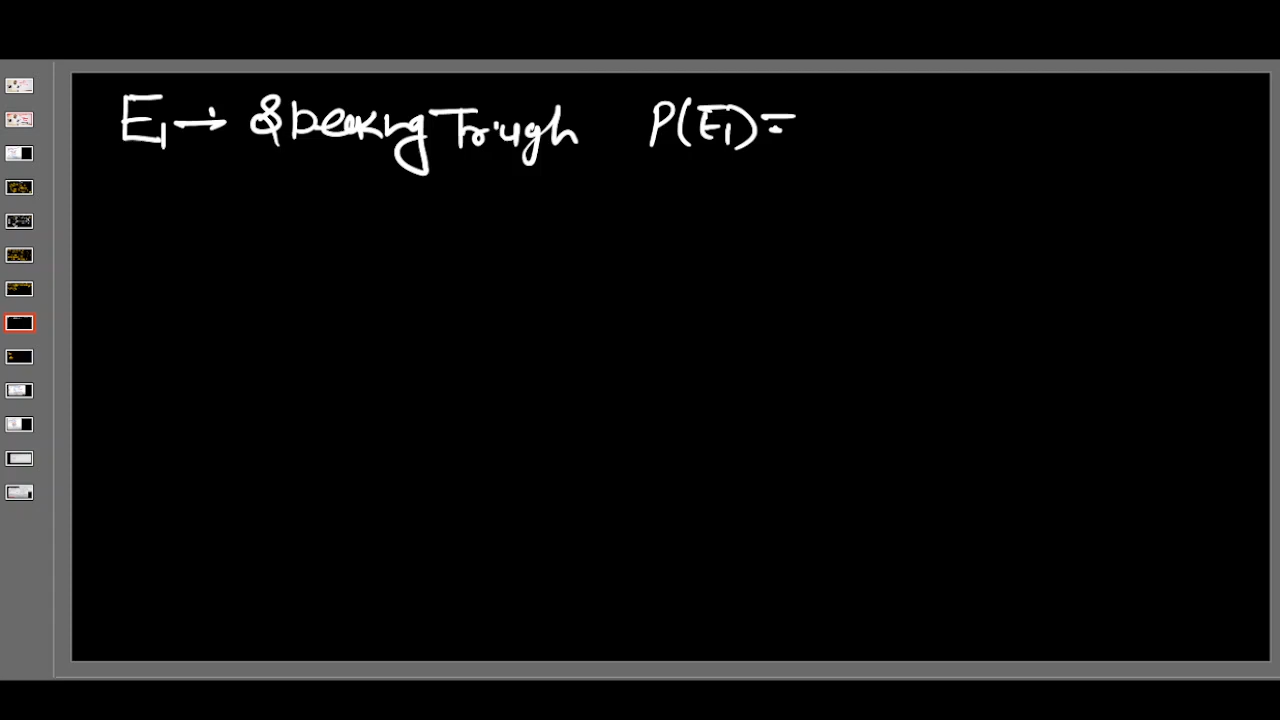 E₁ → Speaking Trough P(E₁) =